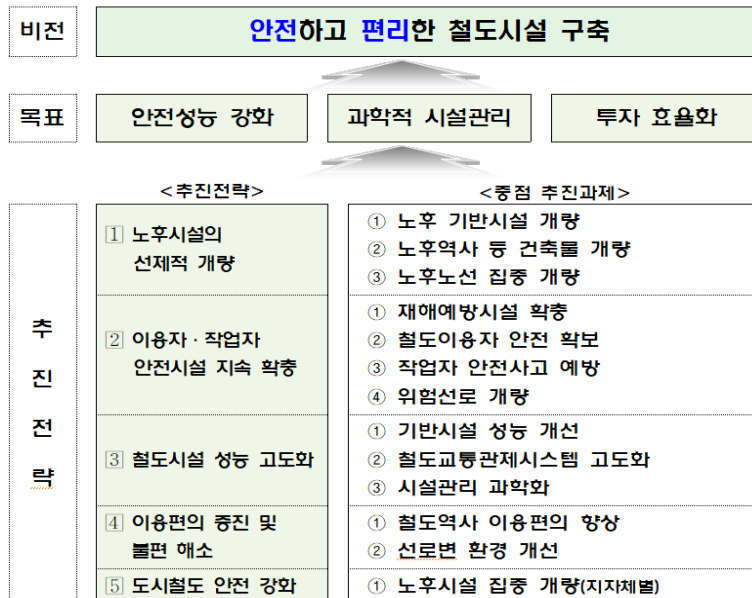 비전
안전하고 편리한 철도시설 구축
목표
안전성능 강화
과학적 시설관리
투자 효율화
<추진전략>
<중점 추진과제>
추
진
전
략
1 노후시설의
선제적 개량
① 노후 기반시설 개량
② 노후역사 등 건축물 개량
③ 노후노선 집중 개량
2 이용자·작업자
안전시설 지속 확충
① 재해예방시설 확충
② 철도이용자 안전 확보
③ 작업자 안전사고 예방
④ 위험선로 개량
3 철도시설 성능 고도화
① 기반시설 성능 개선
② 철도교통관제시스템 고도화
③ 시설관리 과학화
4 이용편의 증진 및
불편 해소
① 철도역사 이용편의 향상
② 선로변 환경 개선
5 도시철도 안전 강화
① 노후시설 집중 개량(지자체별)